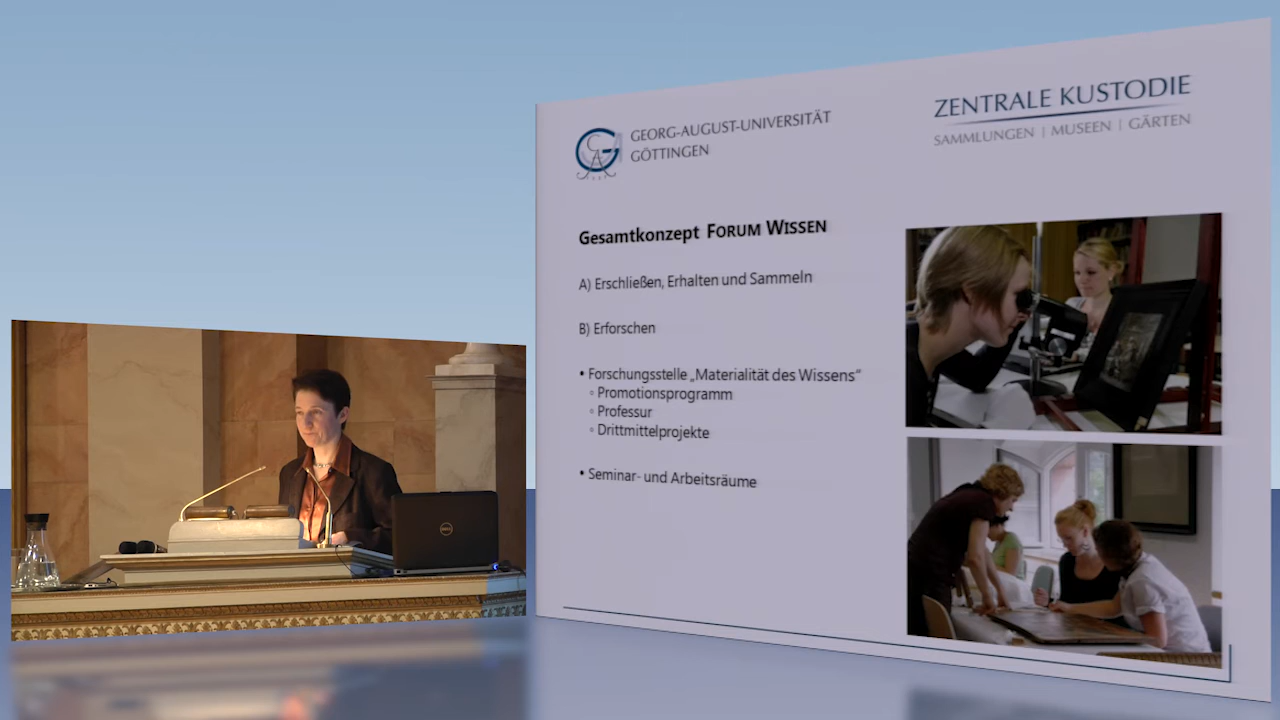 GEORG-AUGUST-UNIVERSITÄT
GÖTTINGEN
ZENTRALE KUSTODIE
SAMMLUNGEN | MUSEEN | GÄRTEN
Gesamtkonzept FORUM WISSEN
A) Erschließen, Erhalten und Sammeln
B) Erforschen
• Forschungsstelle „Materialität des Wissens“
◦ Promotionsprogramm
◦ Professur
◦ Drittmittelprojekte
• Seminar- und Arbeitsräume
DELL